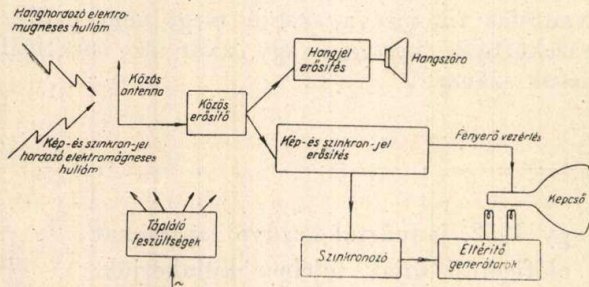 Hanghordozó elektro-
mágneses hullám
Közös
antenna
Kép-és szinkron-jel
hordozó elektromágneses
hullám
Közös
erősítő
Hangjel
erősítés
Hangszóró
Kép-és szinkron-jel
erősítés
Fenyerő vezérlés
Képcső
Tápláló
feszültségek
~
Szinkronozó
Eltérítő
generátorok